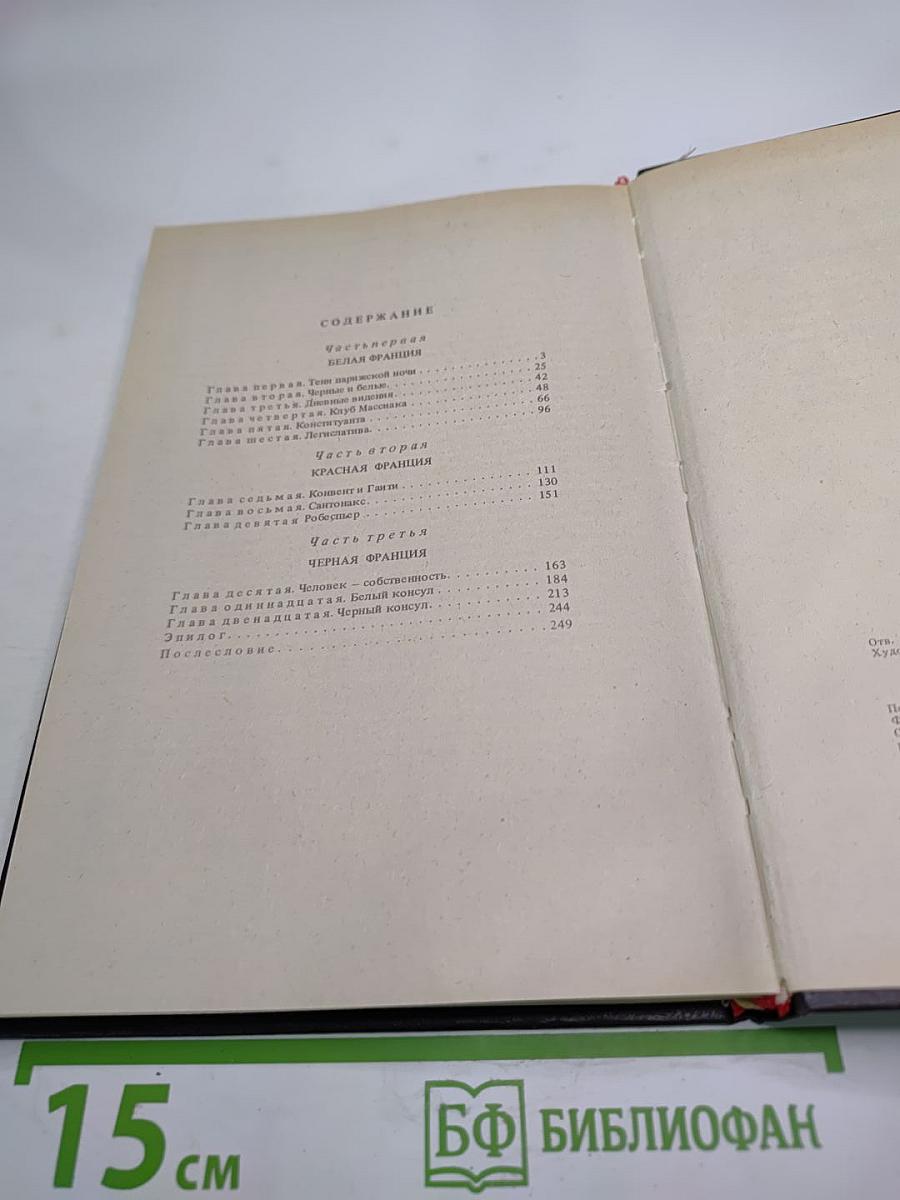 СОДЕРЖАНИЕ
Часть первая
БЕЛАЯ ФРАНЦИЯ
Глава первая. Тени парижской ночи . . . . . . . . . . . . 3
Глава вторая. Черные и белые. . . . . . . . . . . . . . 25
Глава третья. Дневные видения. . . . . . . . . . . . . 42
Глава четвертая. Клуб Массиака . . . . . . . . . . . . 48
Глава пятая. Конституанта . . . . . . . . . . . . . . 66
Глава шестая. Легислатива. . . . . . . . . . . . . . 96
Часть вторая
КРАСНАЯ ФРАНЦИЯ
Глава седьмая. Конвент и Гаити . . . . . . . . . . . . 111
Глава восьмая. Сантонакс. . . . . . . . . . . . . . 130
Глава девятая Робеспьер . . . . . . . . . . . . . . 151
Часть третья
ЧЕРНАЯ ФРАНЦИЯ
Глава десятая. Человек — собственность. . . . . . . . . 163
Глава одиннадцатая. Белый консул . . . . . . . . . . 184
Глава двенадцатая. Черный консул. . . . . . . . . . . 213
Эпилог. . . . . . . . . . . . . . . . . . . . . . . 244
Послесловие. . . . . . . . . . . . . . . . . . . . . 249
Отв.
Худо
15 см
БФ БИБЛИОФАН